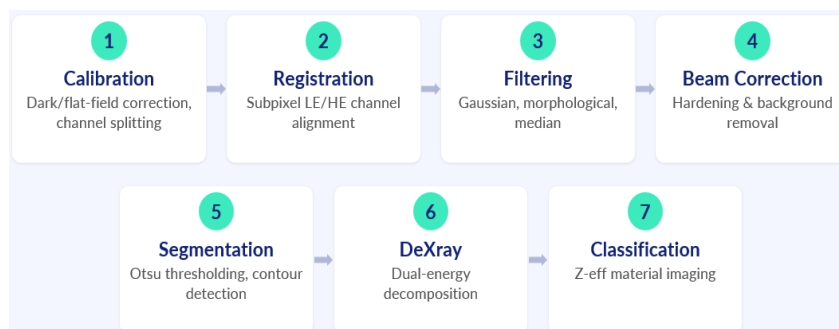 1
2
3
4
Calibration
Registration
Filtering
Beam Correction
Dark/flat-field correction,
channel splitting
Subpixel LE/HE channel
alignment
Gaussian, morphological,
median
Hardening & background
removal
5
6
7
Segmentation
DeXray
Classification
Otsu thresholding, contour
detection
Dual-energy
decomposition
Z-eff material imaging